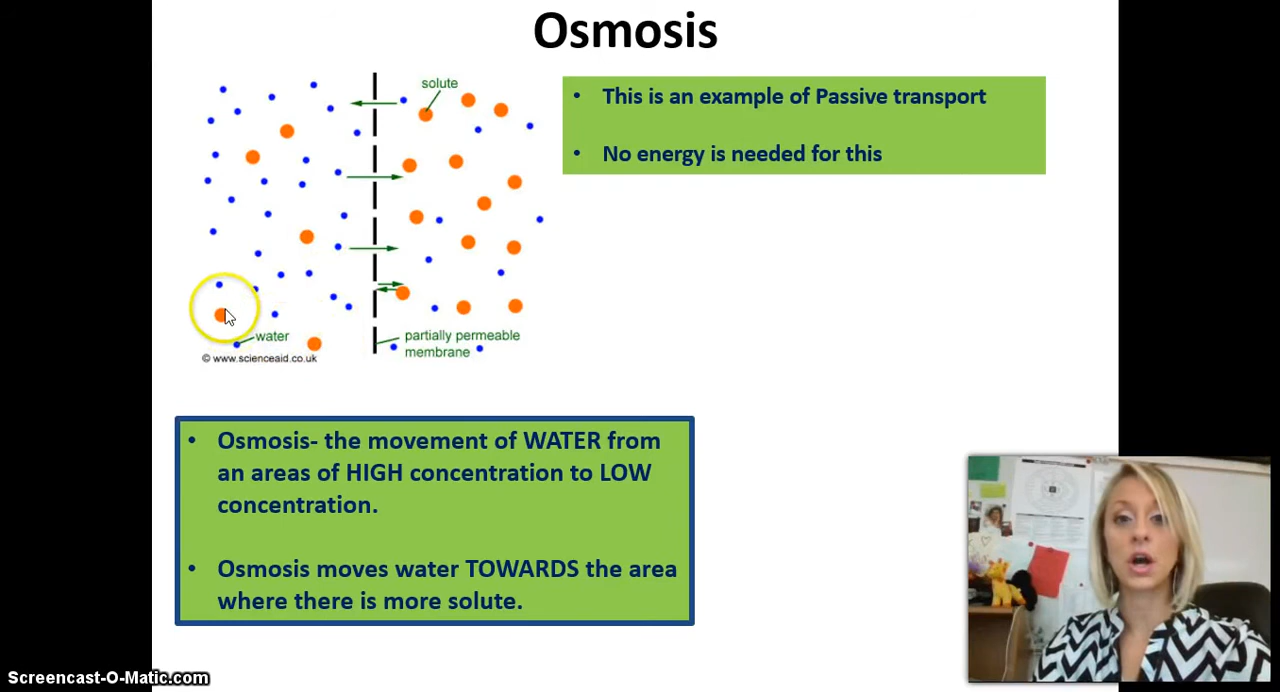 Osmosis
solute
water
partially permeable
membrane
© www.scienceaid.co.uk
• This is an example of Passive transport
• No energy is needed for this
• Osmosis- the movement of WATER from
an areas of HIGH concentration to LOW
concentration.
• Osmosis moves water TOWARDS the area
where there is more solute.
Screencast-O-Matic.com